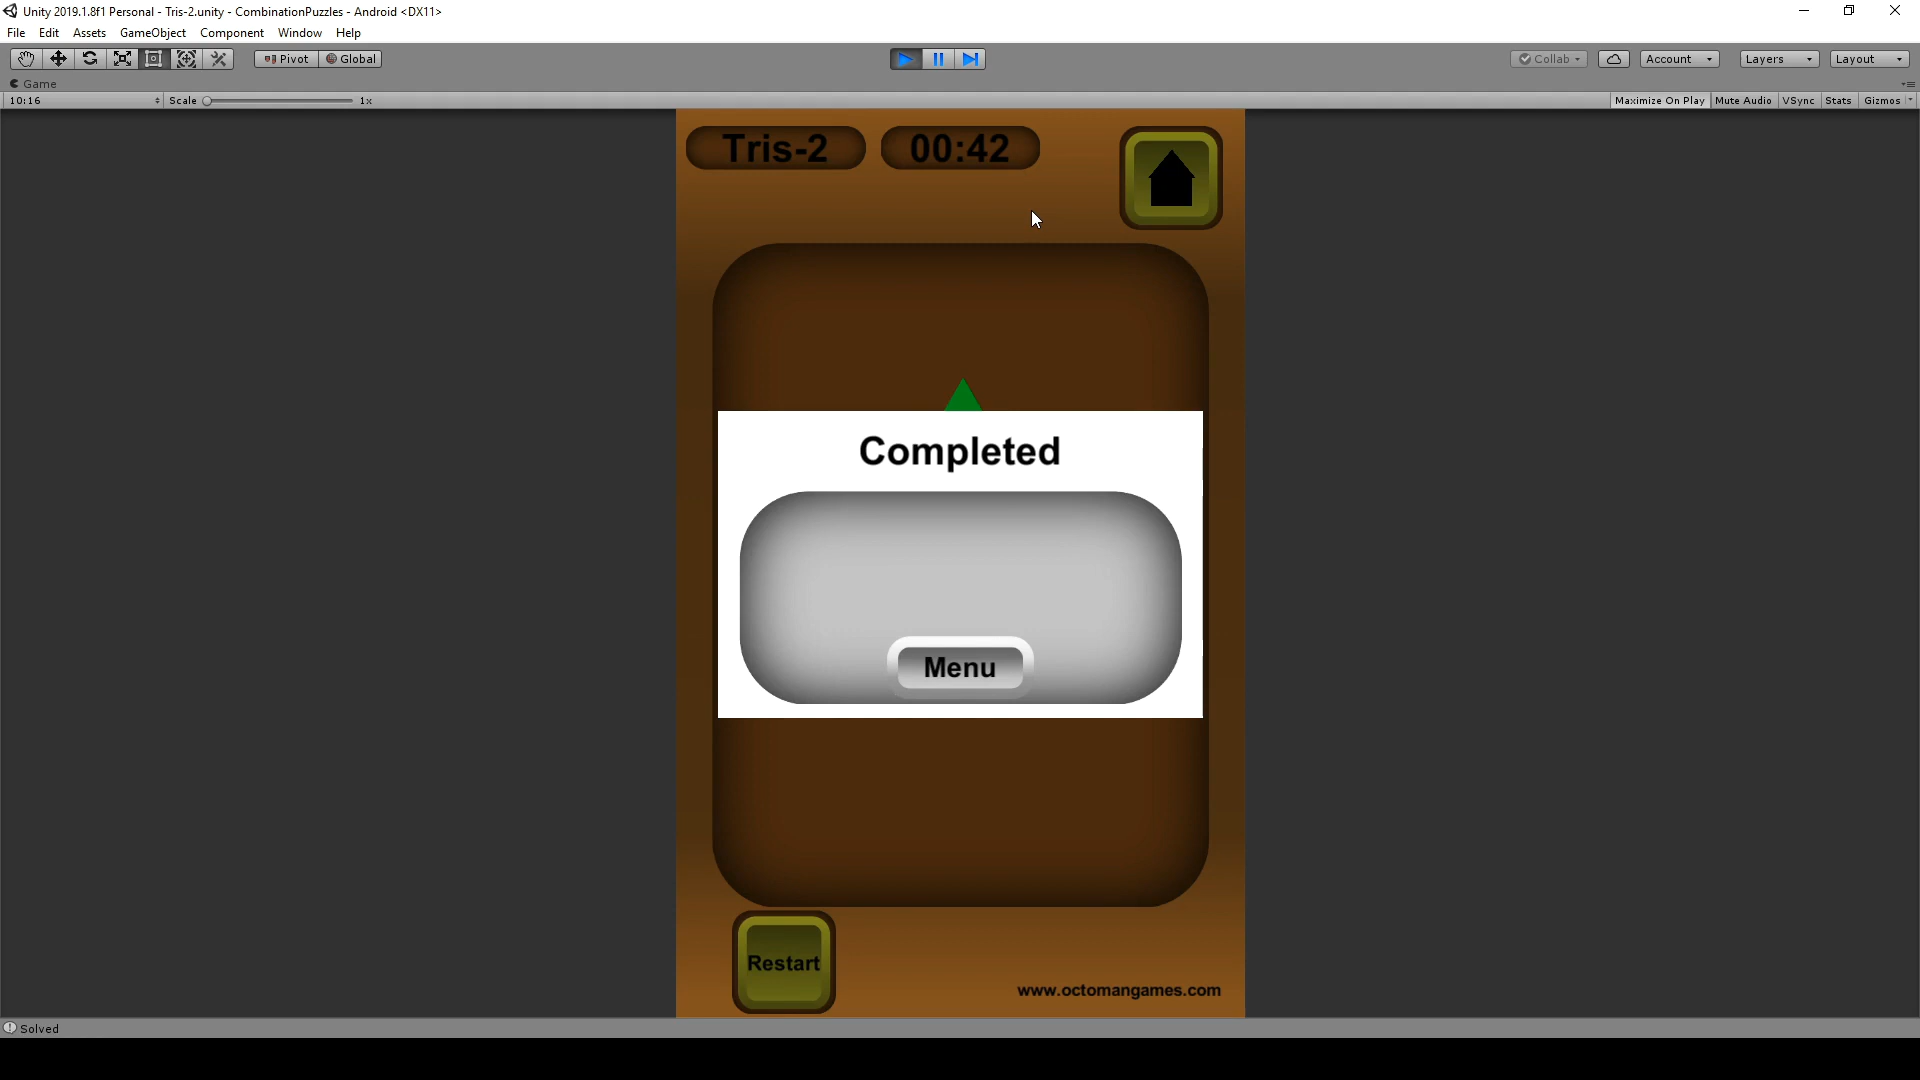 Unity 2019.1.8f1 Personal - Tris-2.unity - CombinationPuzzles - Android <DX11>
File Edit Assets GameObject Component Window Help
Pivot Global Collab Account Layers Layout
Game
10:16 Scale 1x Maximize On Play Mute Audio VSync Stats Gizmos
Tris-2 00:42
Completed
Menu
Restart
www.octomangames.com
Solved